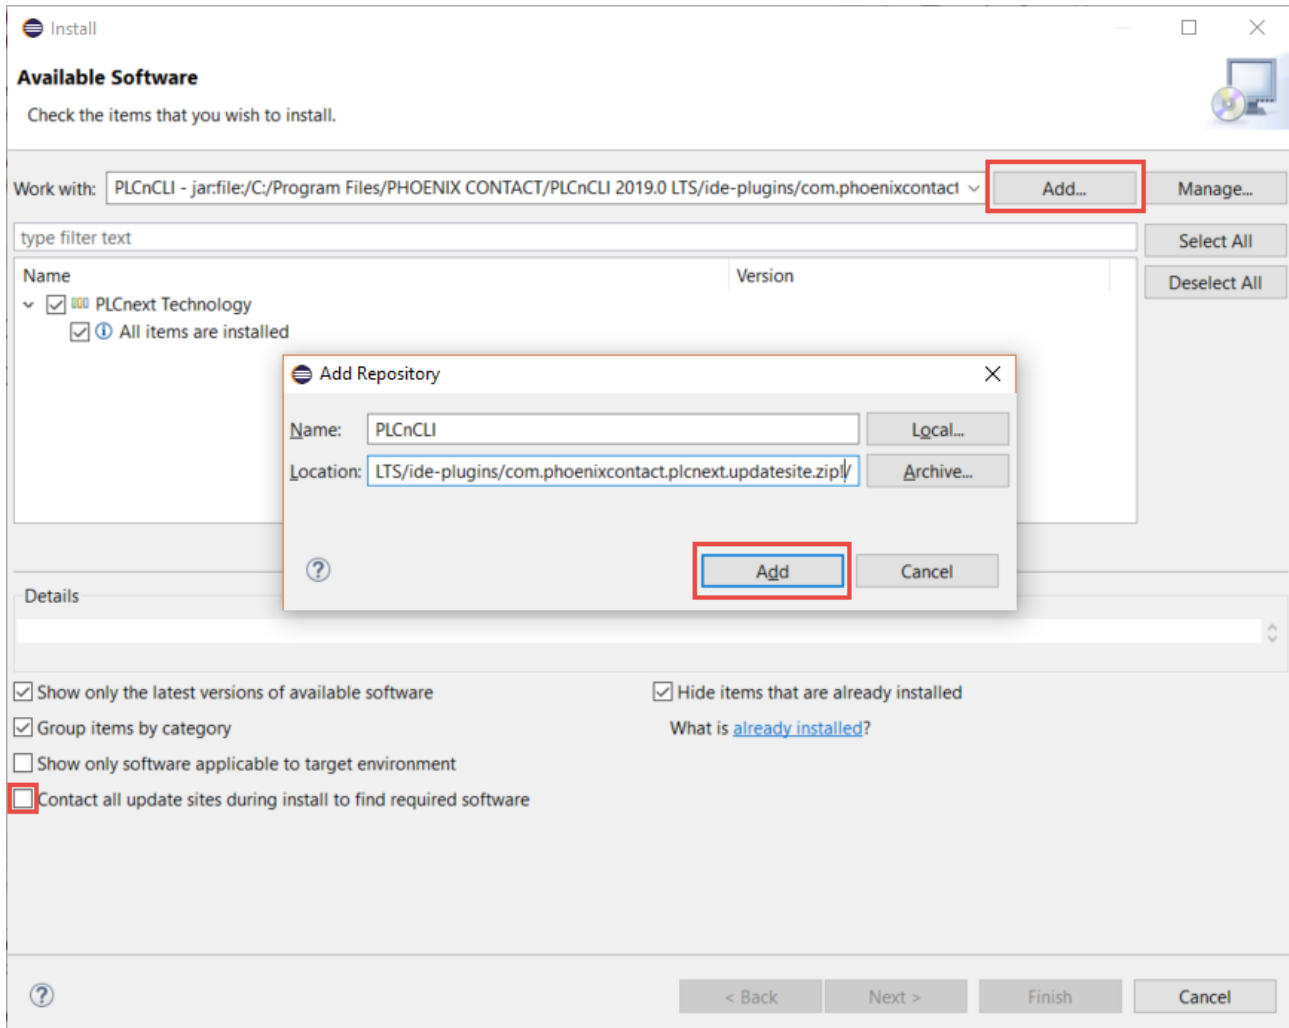 Install
Available Software
Check the items that you wish to install.
Work with: PLCnCLI - jar:file:/C:/Program Files/PHOENIX CONTACT/PLCnCLI 2019.0 LTS/ide-plugins/com.phoenixcontact Add... Manage...
type filter text Select All
Name Version Deselect All
PLCnext Technology
All items are installed
Add Repository
Name: PLCnCLI Local...
Location: LTS/ide-plugins/com.phoenixcontact.plcnext.updatesite.zip!/ Archive...
Add Cancel
Details
Show only the latest versions of available software Hide items that are already installed
Group items by category What is already installed?
Show only software applicable to target environment
Contact all update sites during install to find required software
< Back Next > Finish Cancel